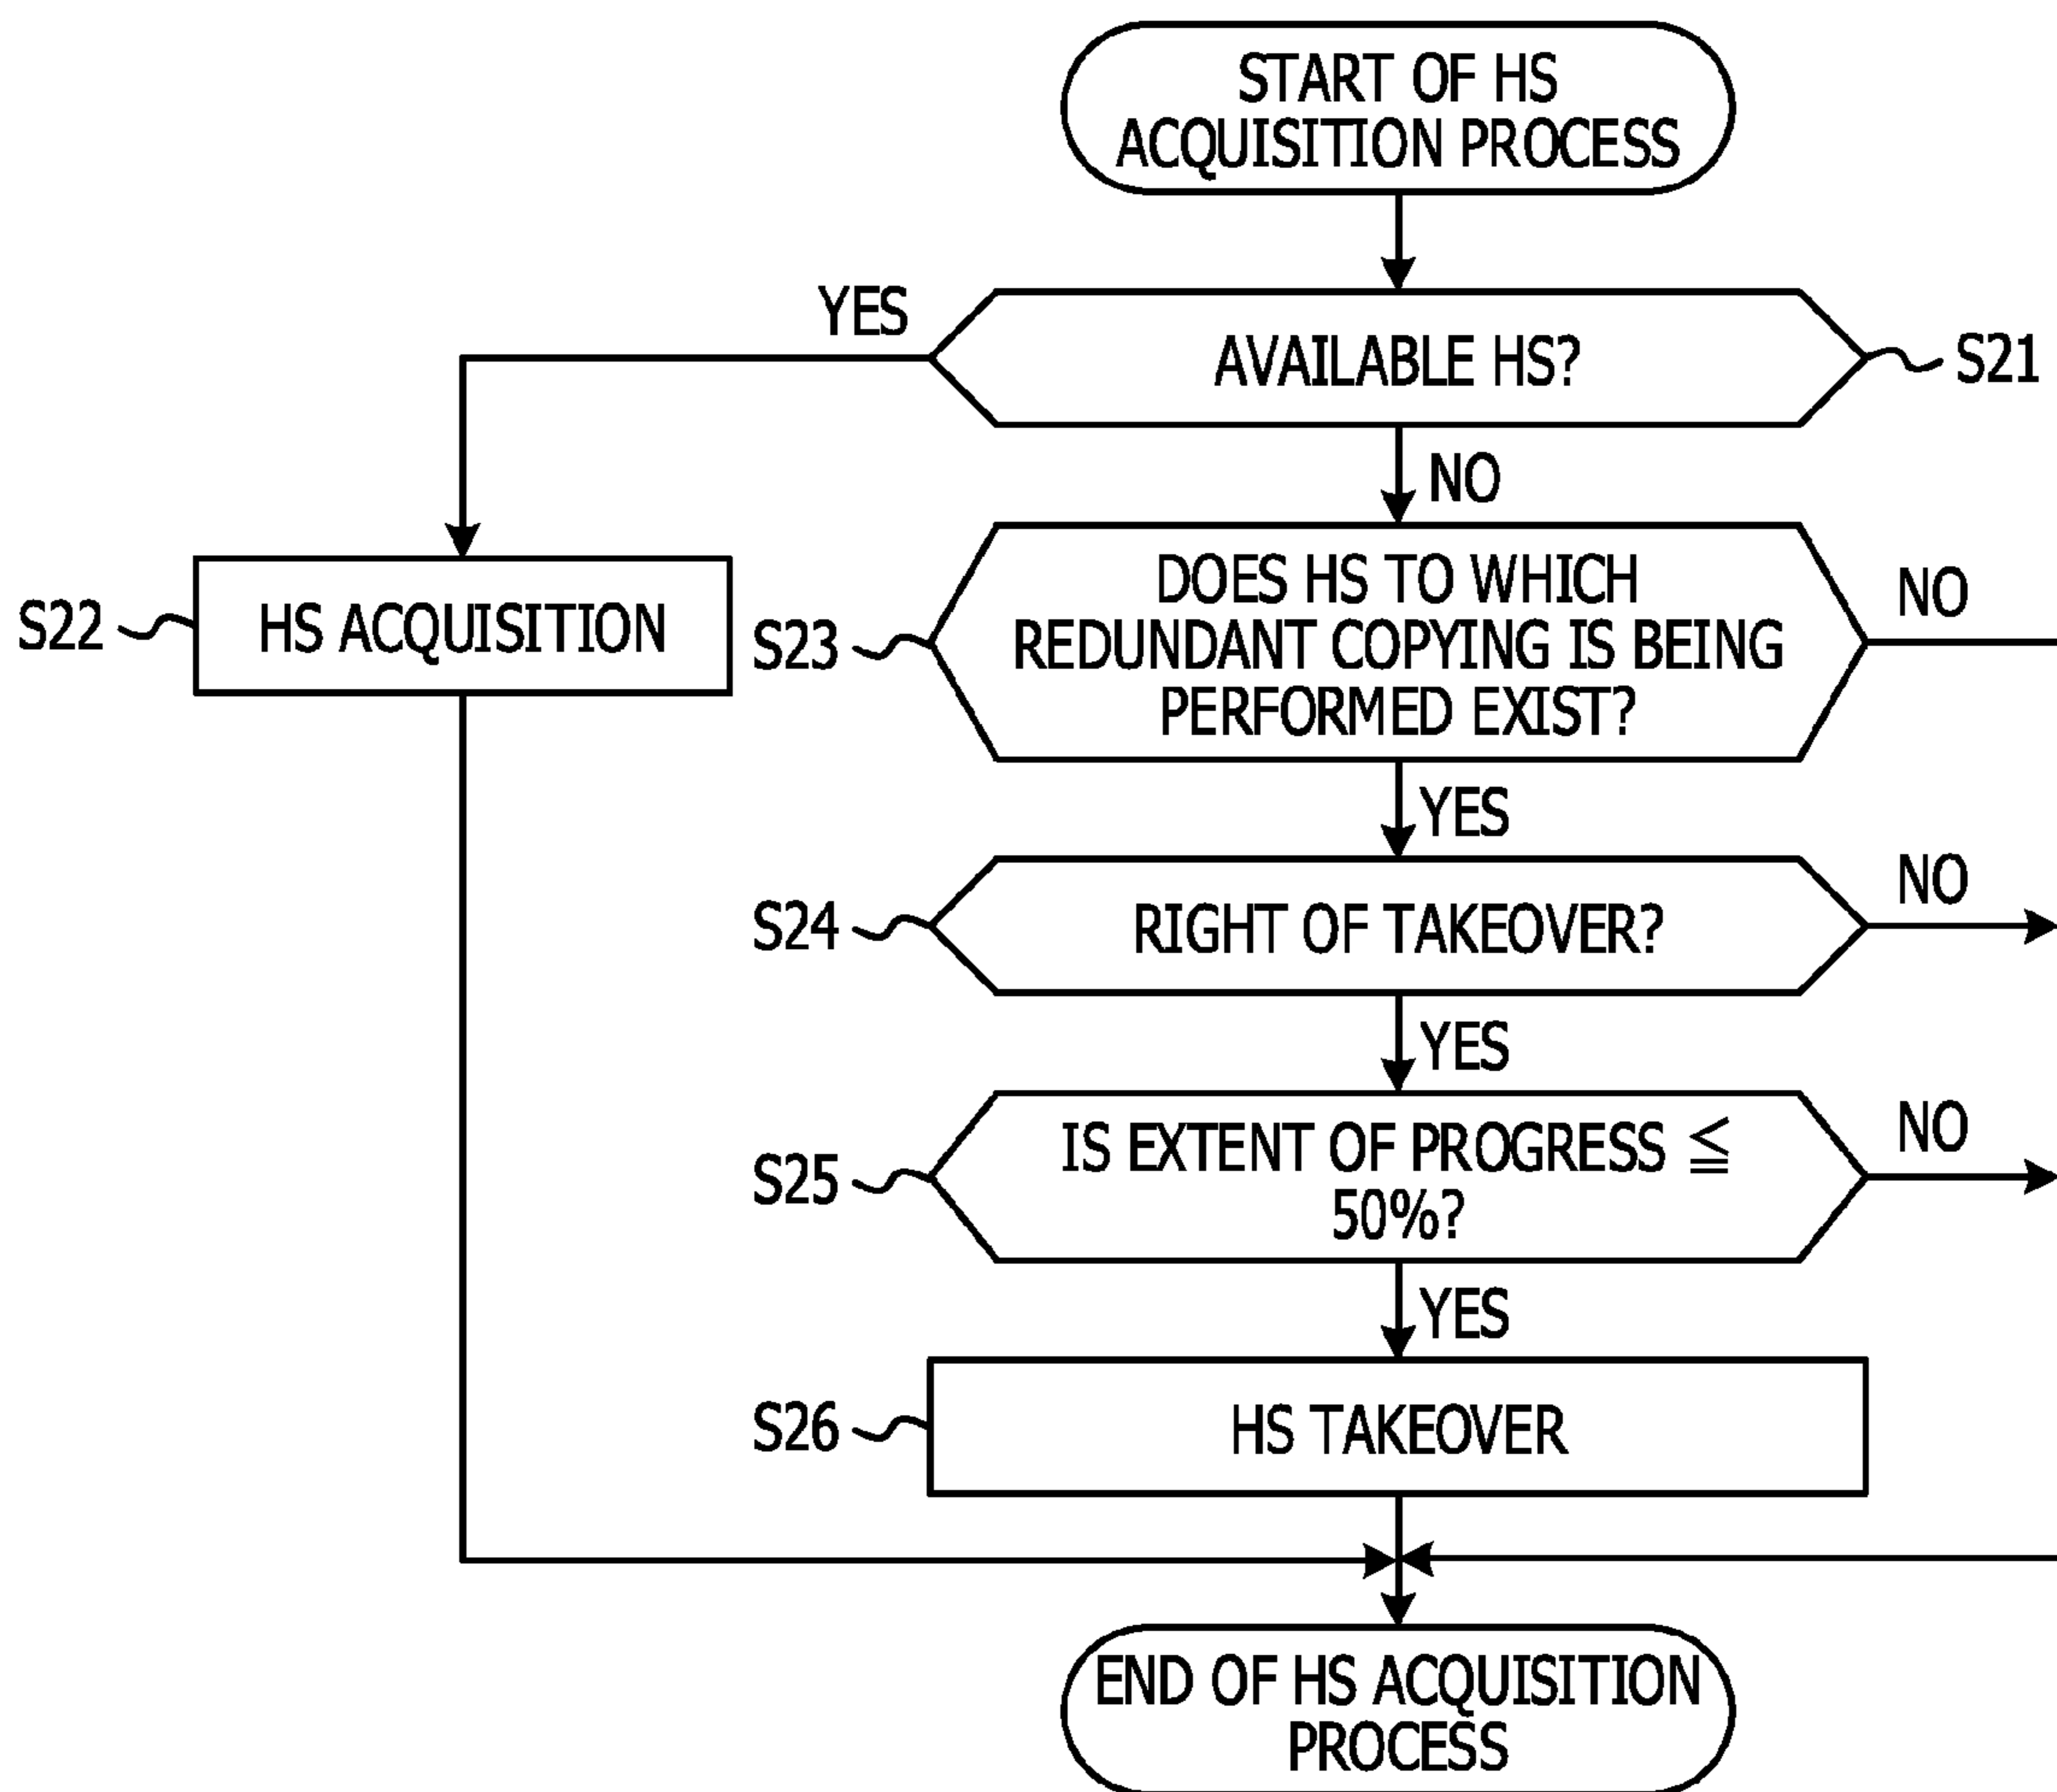 START OF HS
ACQUISITION PROCESS
YES
AVAILABLE HS?
S21
NO
S22
HS ACQUISITION
S23
DOES HS TO WHICH
REDUNDANT COPYING IS BEING
PERFORMED EXIST?
NO
YES
S24
RIGHT OF TAKEOVER?
NO
YES
S25
IS EXTENT OF PROGRESS ≦
50%?
NO
YES
S26
HS TAKEOVER
END OF HS ACQUISITION
PROCESS